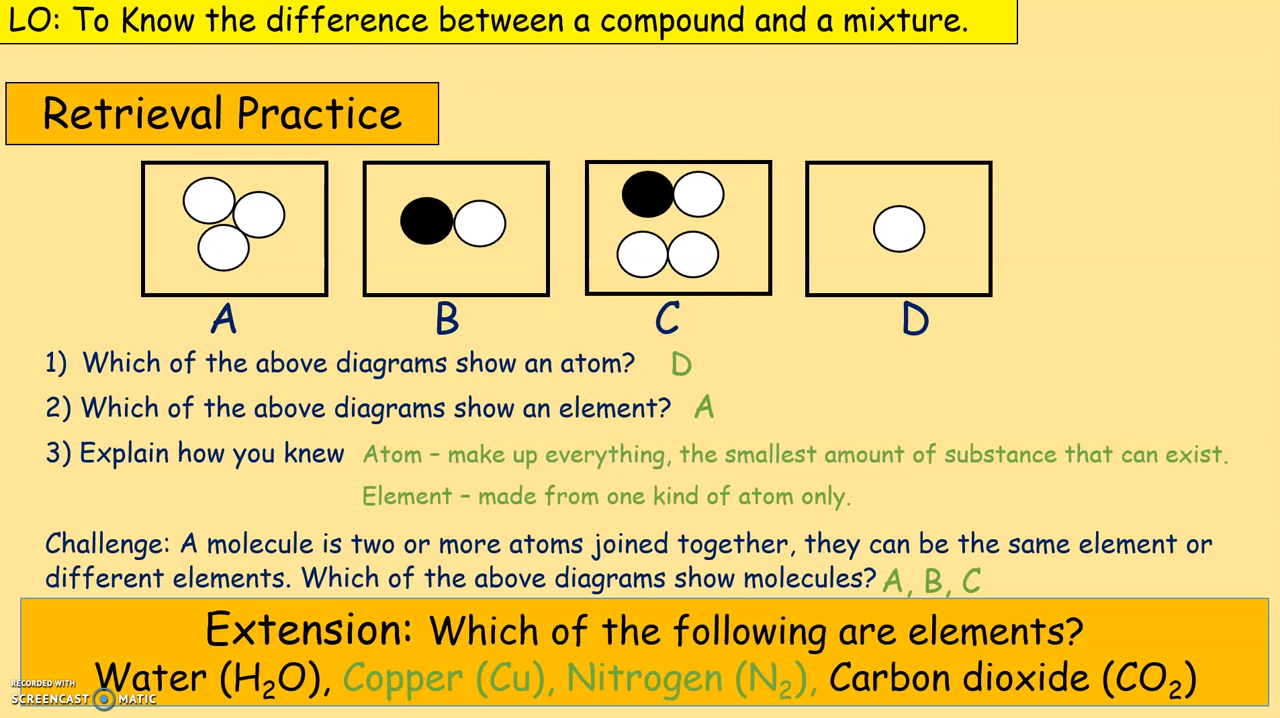 LO: To Know the difference between a compound and a mixture.
Retrieval Practice
A B C D
1) Which of the above diagrams show an atom? D
2) Which of the above diagrams show an element? A
3) Explain how you knew Atom – make up everything, the smallest amount of substance that can exist.
Element – made from one kind of atom only.
Challenge: A molecule is two or more atoms joined together, they can be the same element or
different elements. Which of the above diagrams show molecules? A, B, C
Extension: Which of the following are elements?
Water (H₂O), Copper (Cu), Nitrogen (N₂), Carbon dioxide (CO₂)
RECORDED WITH
SCREENCAST MATIC